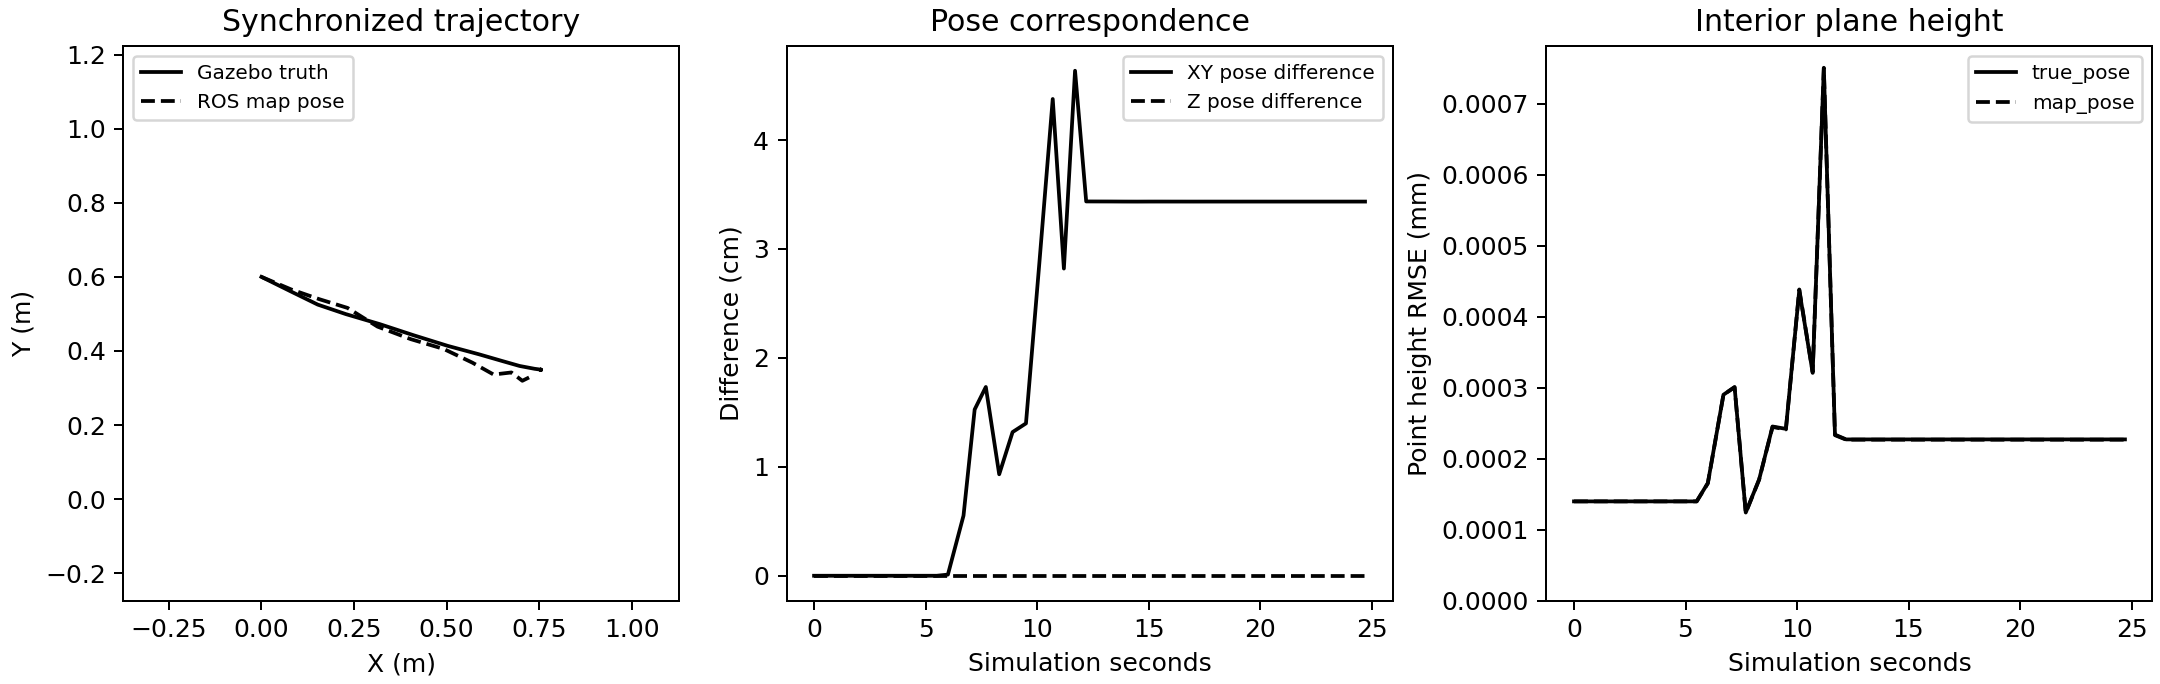 Synchronized trajectory
Gazebo truth
ROS map pose
1.2
1.0
0.8
0.6
0.4
0.2
0.0
−0.2
Y (m)
−0.25 0.00 0.25 0.50 0.75 1.00
X (m)
Pose correspondence
XY pose difference
Z pose difference
4
3
2
1
0
Difference (cm)
0 5 10 15 20 25
Simulation seconds
Interior plane height
true_pose
map_pose
0.0007
0.0006
0.0005
0.0004
0.0003
0.0002
0.0001
0.0000
Point height RMSE (mm)
0 5 10 15 20 25
Simulation seconds